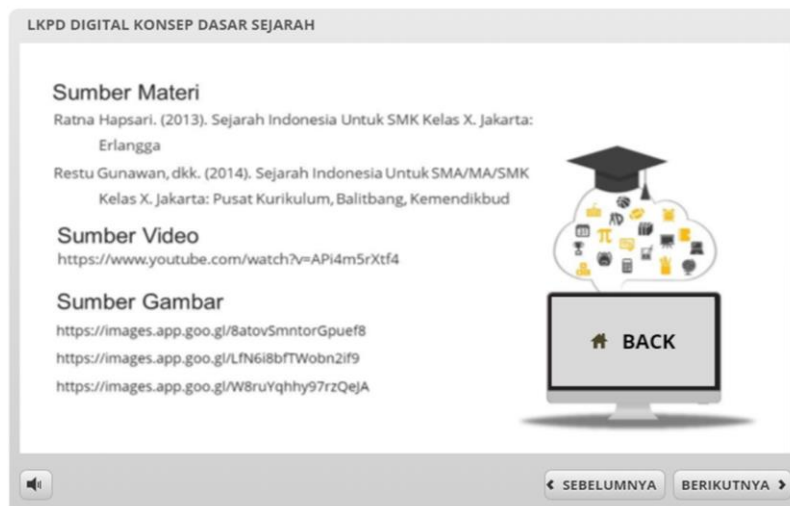 LKPD DIGITAL KONSEP DASAR SEJARAH
Sumber Materi
Ratna Hapsari. (2013). Sejarah Indonesia Untuk SMK Kelas X. Jakarta:
Erlangga
Restu Gunawan, dkk. (2014). Sejarah Indonesia Untuk SMA/MA/SMK
Kelas X. Jakarta: Pusat Kurikulum, Balitbang, Kemendikbud
Sumber Video
https://www.youtube.com/watch?v=APi4m5rXtf4
Sumber Gambar
https://images.app.goo.gl/8atovSmntorGpuef8
https://images.app.goo.gl/LfN6i8bfTWobn2if9
https://images.app.goo.gl/W8ruYqhhy97rzQeJA
BACK
SEBELUMNYA
BERIKUTNYA